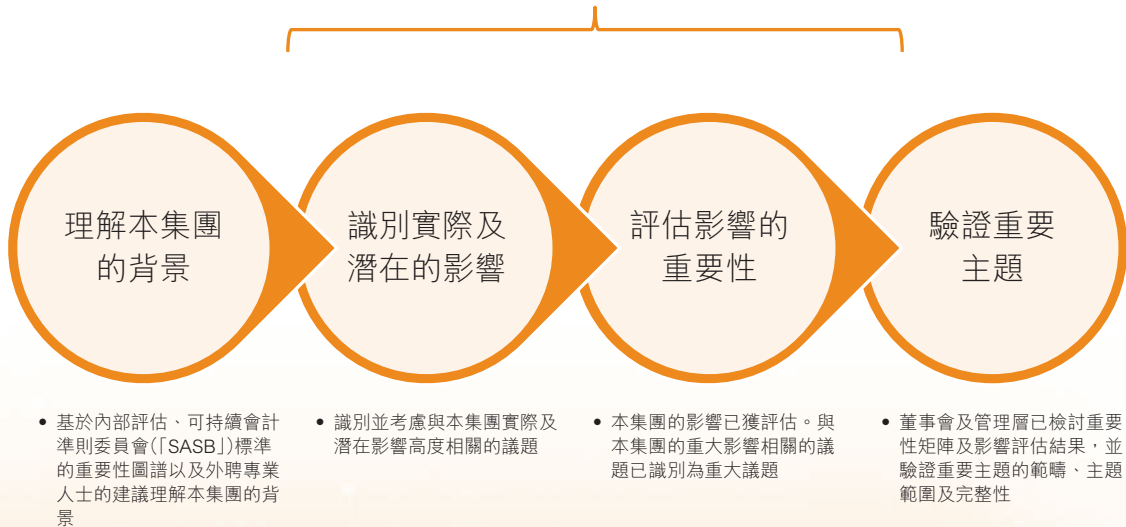 理解本集團
的背景
識別實際及
潛在的影響
評估影響的
重要性
驗證重要
主題
• 基於內部評估、可持續會計
準則委員會(「SASB」)標準
的重要性圖譜以及外聘專業
人士的建議理解本集團的背
景
• 識別並考慮與本集團實際及
潛在影響高度相關的議題
• 本集團的影響已獲評估。與
本集團的重大影響相關的議
題已識別為重大議題
• 董事會及管理層已檢討重要
性矩陣及影響評估結果，並
驗證重要主題的範疇、主題
範圍及完整性